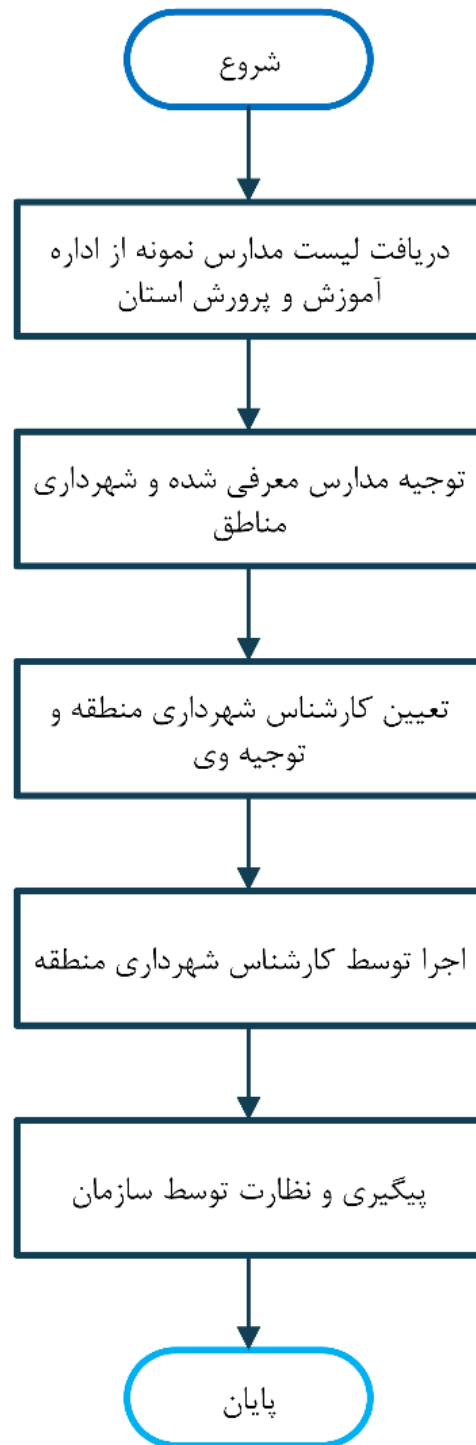 شروع
دریافت لیست مدارس نمونه از اداره
آموزش و پرورش استان
توجیه مدارس معرفی شده و شهرداری
مناطق
تعیین کارشناس شهرداری منطقه و
توجیه وی
اجرا توسط کارشناس شهرداری منطقه
پیگیری و نظارت توسط سازمان
پایان